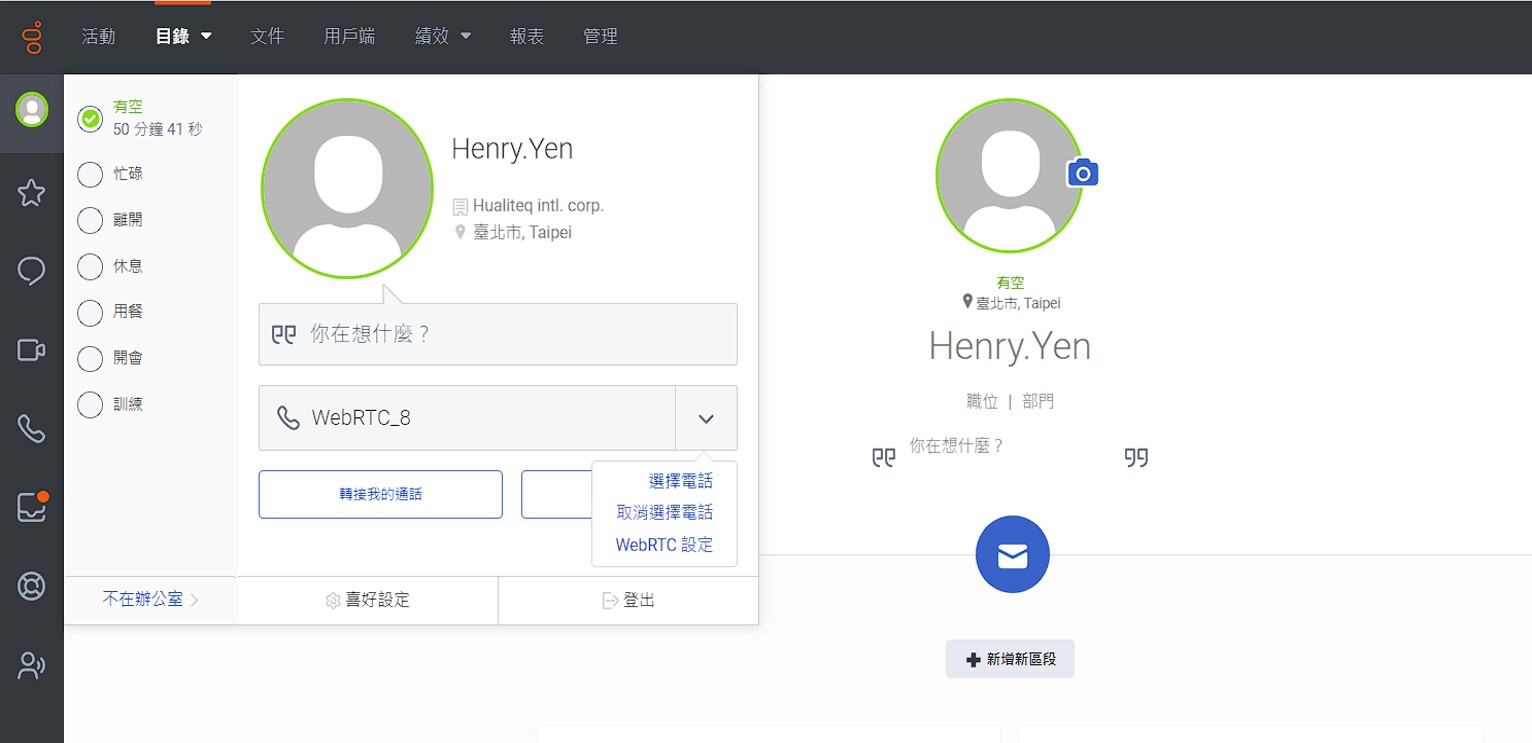 活動
目錄
文件
用戶端
績效
報表
管理
有空
50 分鐘 41 秒
忙碌
離開
休息
用餐
開會
訓練
不在辦公室
Henry.Yen
Hualiteq intl. corp.
臺北市, Taipei
你在想什麼？
WebRTC_8
選擇電話
取消選擇電話
WebRTC 設定
轉接我的通話
喜好設定
登出
有空
臺北市, Taipei
Henry.Yen
職位 | 部門
你在想什麼？
新增新區段